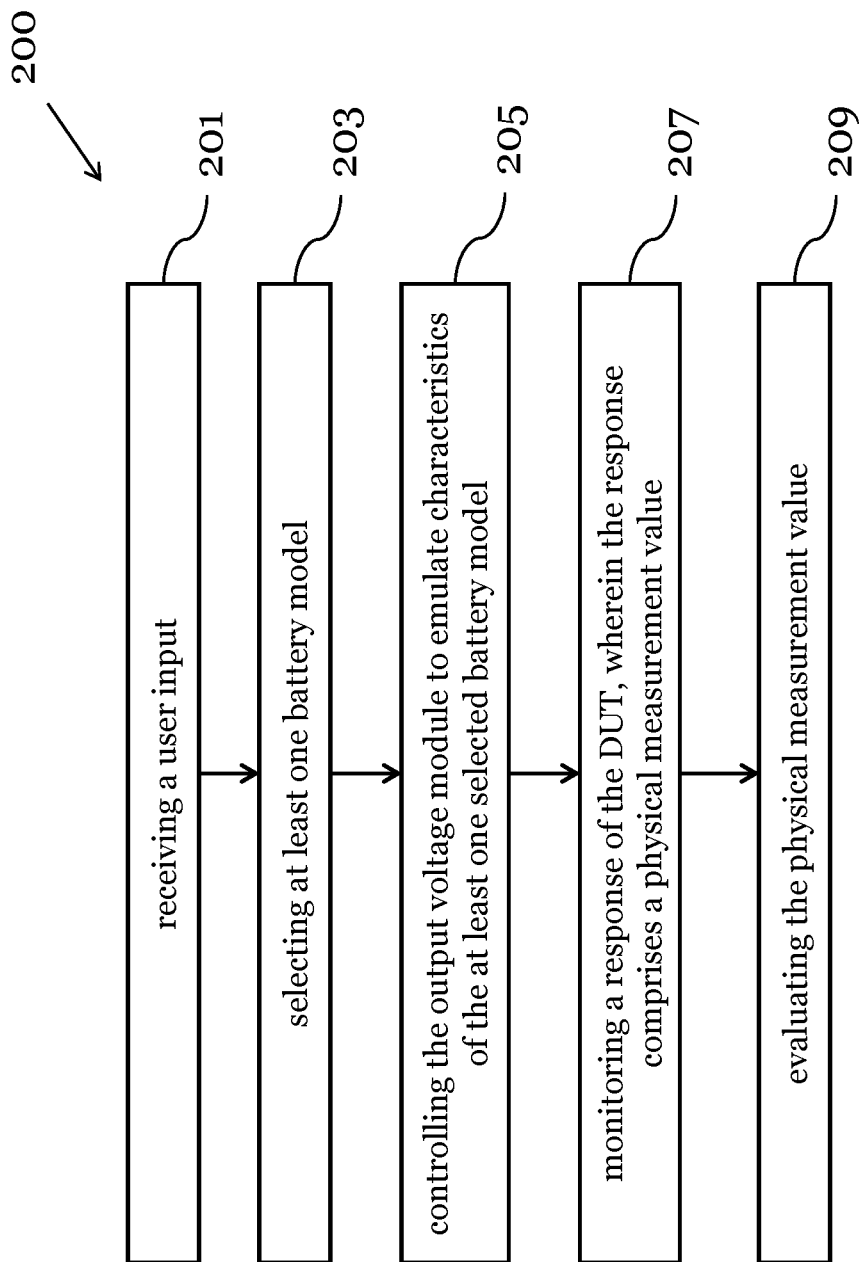 200
receiving a user input
201
selecting at least one battery model
203
controlling the output voltage module to emulate characteristics
of the at least one selected battery model
205
monitoring a response of the DUT, wherein the response
comprises a physical measurement value
207
evaluating the physical measurement value
209